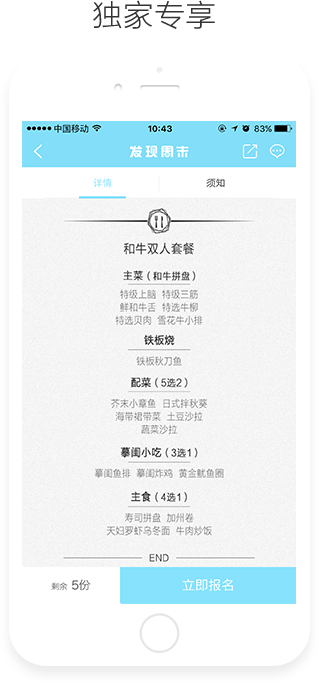 独家专享
中国移动 10:43 83%
发现周末
详情 须知
和牛双人套餐
主菜（和牛拼盘）
特级上脑 特级三筋
鲜和牛舌 特选牛柳
特选贝肉 雪花牛小排
铁板烧
铁板秋刀鱼
配菜（5选2）
芥末小章鱼 日式拌秋葵
海带裙带菜 土豆沙拉
蔬菜沙拉
摹闺小吃（3选1）
摹闺鱼排 摹闺炸鸡 黄金鱿鱼圈
主食（4选1）
寿司拼盘 加州卷
天妇罗虾乌冬面 牛肉炒饭
END
剩余 5份 立即报名